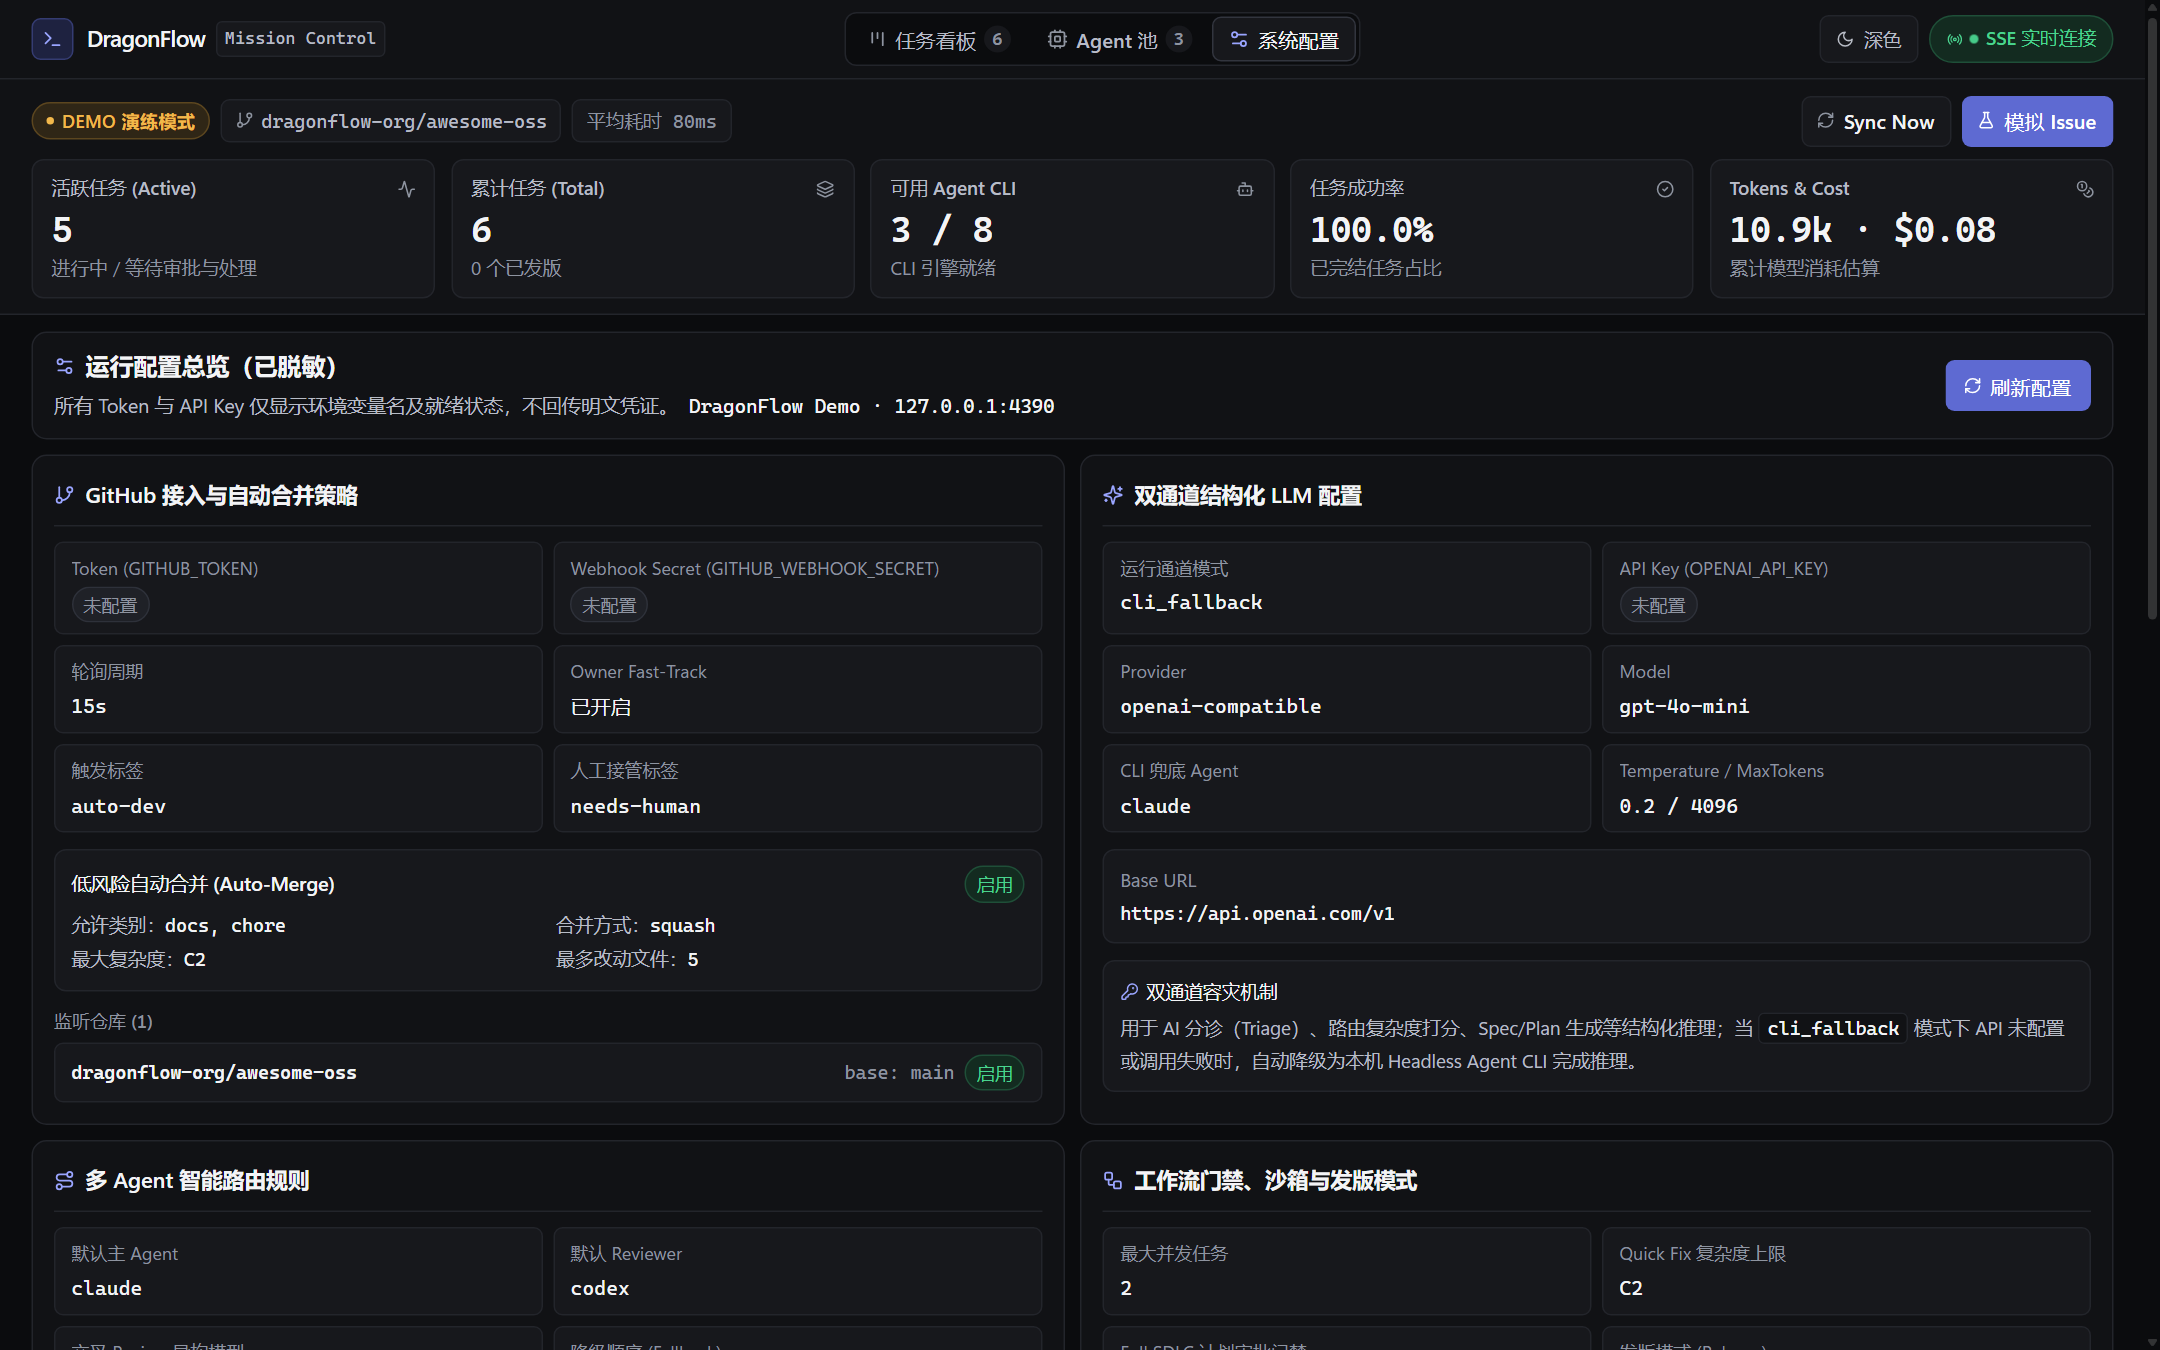 DragonFlow Mission Control
任务看板 6
Agent 池 3
系统配置
深色
SSE 实时连接
DEMO 演练模式
dragonflow-org/awesome-oss
平均耗时 80ms
Sync Now
模拟 Issue
活跃任务 (Active)
5
进行中 / 等待审批与处理
累计任务 (Total)
6
0 个已发版
可用 Agent CLI
3 / 8
CLI 引擎就绪
任务成功率
100.0%
已完结任务占比
Tokens & Cost
10.9k · $0.08
累计模型消耗估算
运行配置总览（已脱敏）
所有 Token 与 API Key 仅显示环境变量名及就绪状态，不回传明文凭证。 DragonFlow Demo · 127.0.0.1:4390
刷新配置
GitHub 接入与自动合并策略
Token (GITHUB_TOKEN)
未配置
Webhook Secret (GITHUB_WEBHOOK_SECRET)
未配置
轮询周期
15s
Owner Fast-Track
已开启
触发标签
auto-dev
人工接管标签
needs-human
低风险自动合并 (Auto-Merge)
启用
允许类别：docs, chore
合并方式：squash
最大复杂度：C2
最多改动文件：5
监听仓库 (1)
dragonflow-org/awesome-oss
base: main
启用
双通道结构化 LLM 配置
运行通道模式
cli_fallback
API Key (OPENAI_API_KEY)
未配置
Provider
openai-compatible
Model
gpt-4o-mini
CLI 兜底 Agent
claude
Temperature / MaxTokens
0.2 / 4096
Base URL
https://api.openai.com/v1
双通道容灾机制
用于 AI 分诊（Triage）、路由复杂度打分、Spec/Plan 生成等结构化推理；当 cli_fallback 模式下 API 未配置
或调用失败时，自动降级为本机 Headless Agent CLI 完成推理。
多 Agent 智能路由规则
默认主 Agent
claude
默认 Reviewer
codex
工作流门禁、沙箱与发版模式
最大并发任务
2
Quick Fix 复杂度上限
C2